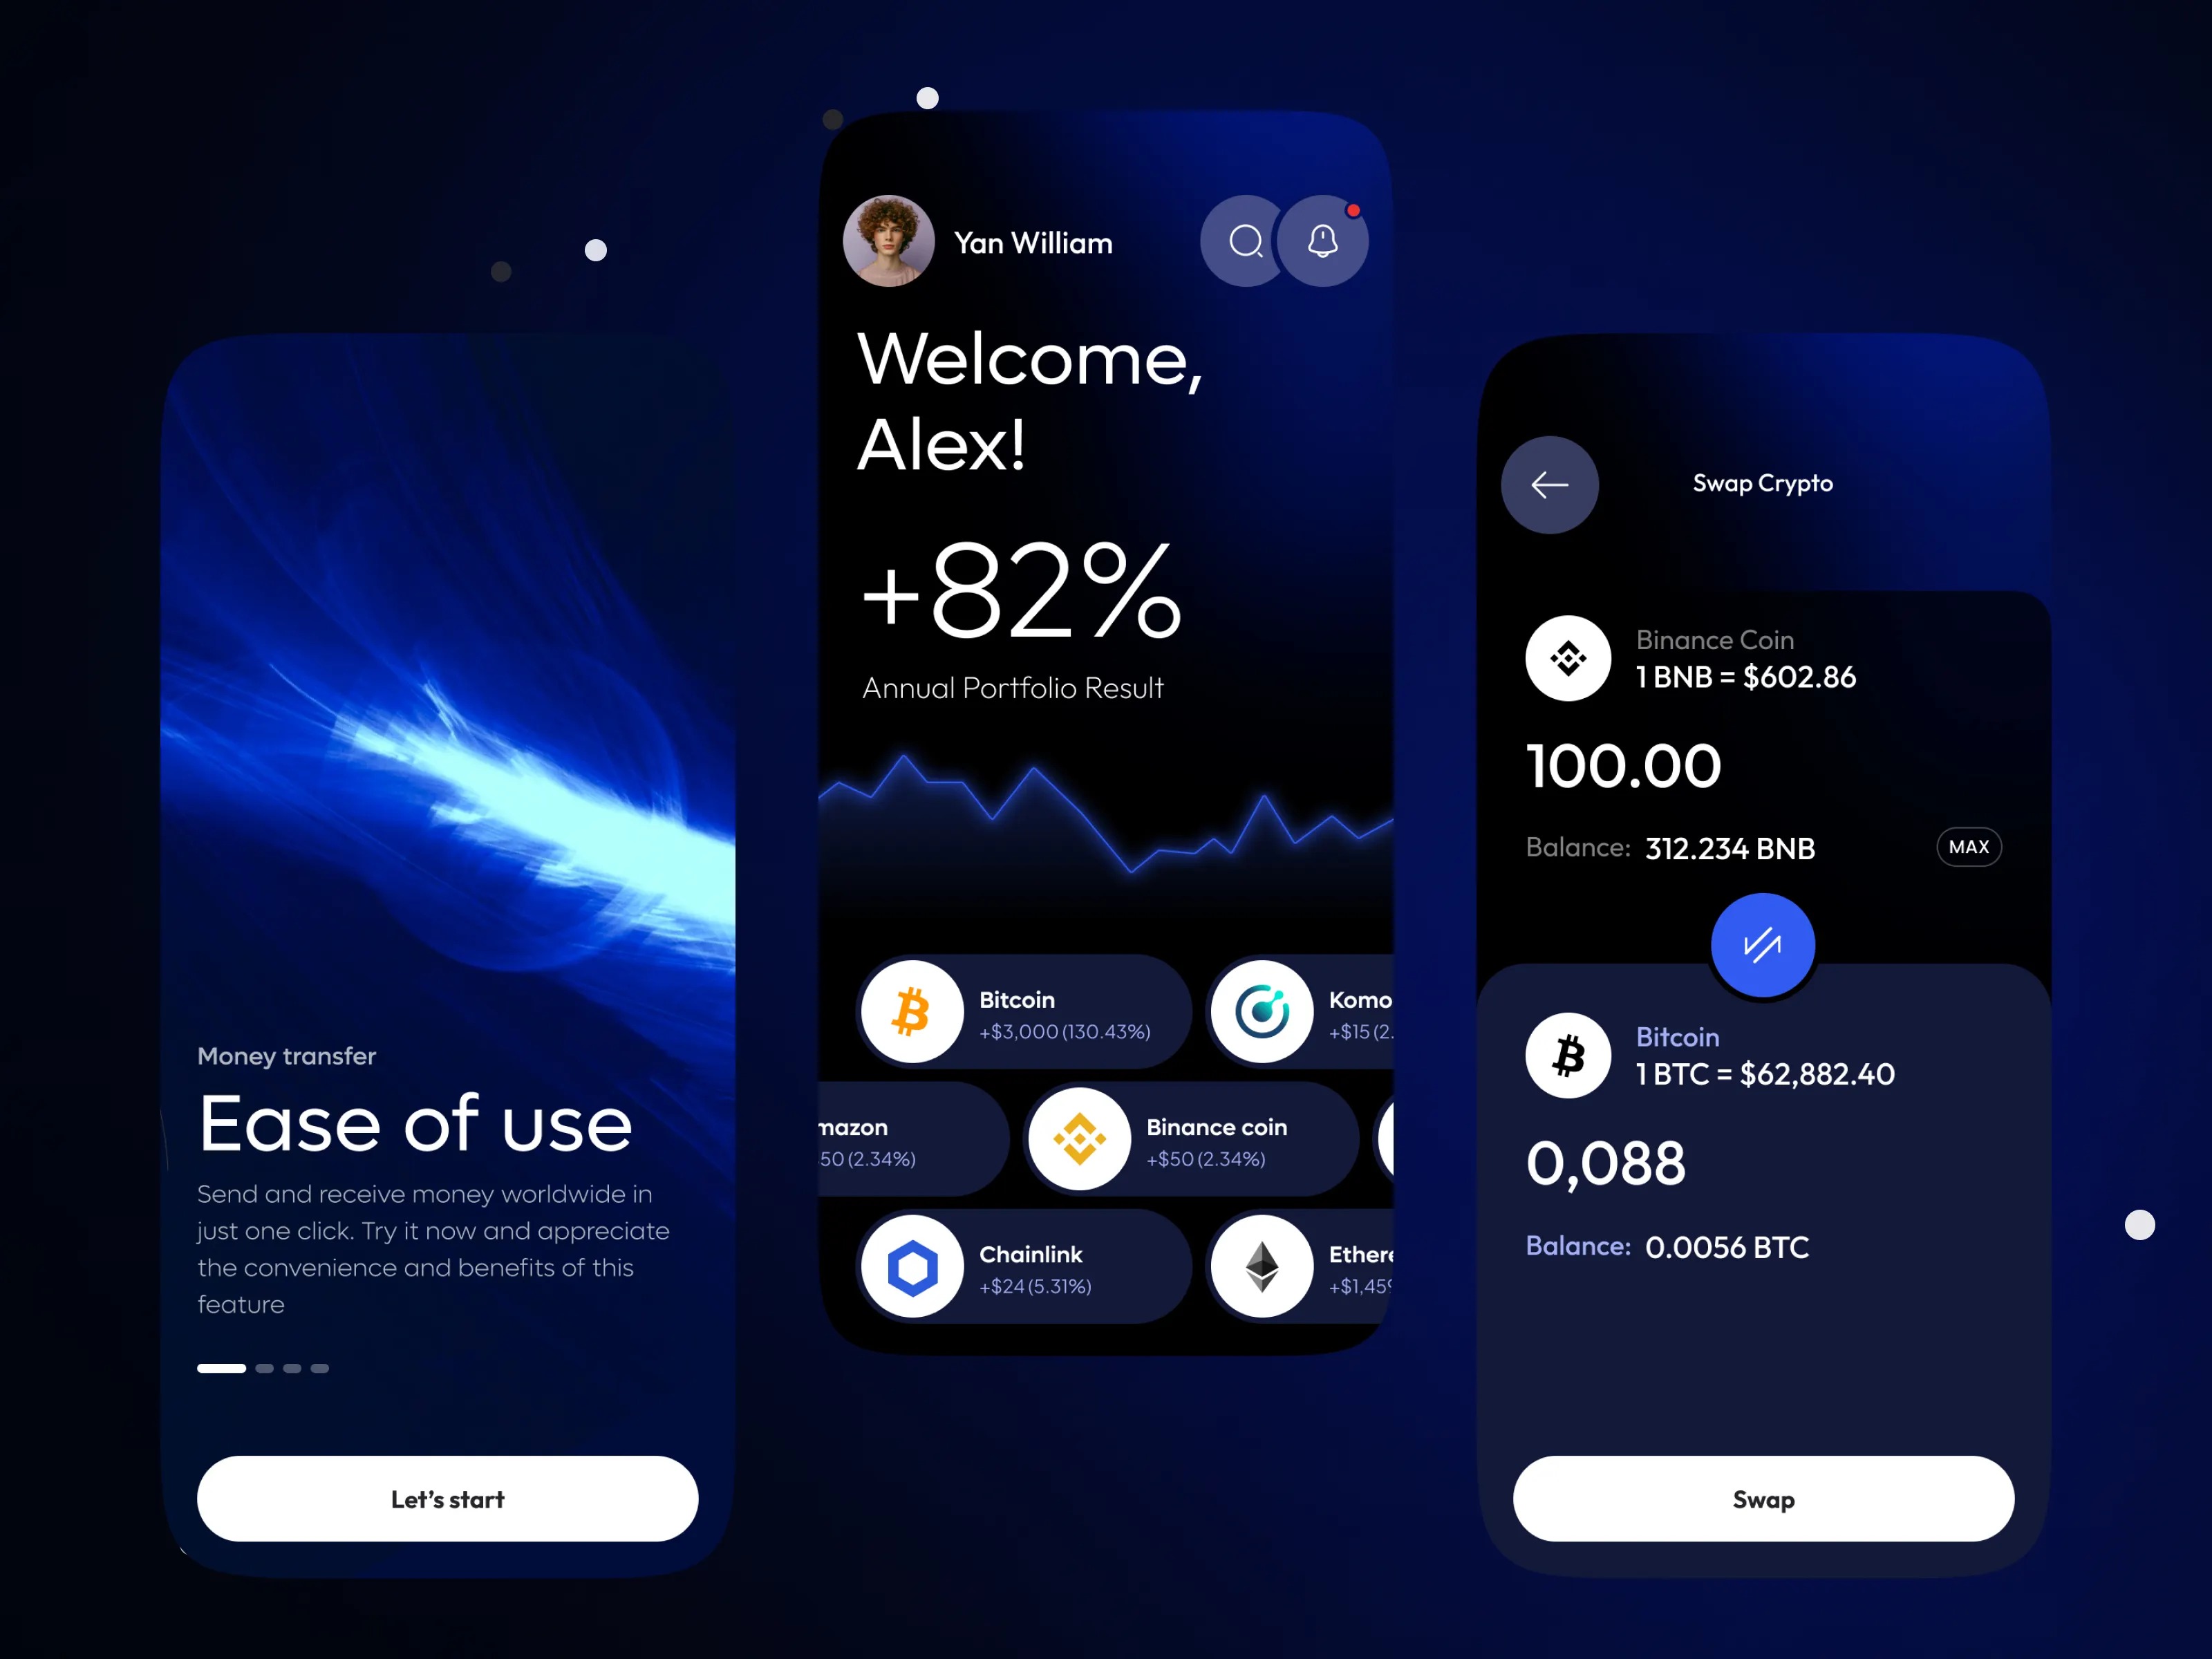 Money transfer
Ease of use
Send and receive money worldwide in
just one click. Try it now and appreciate
the convenience and benefits of this
feature
Let's start
Yan William
Welcome,
Alex!
+82%
Annual Portfolio Result
Bitcoin
+$3,000 (130.43%)
Komo
+$15 (2.
mazon
50 (2.34%)
Binance coin
+$50 (2.34%)
Chainlink
+$24 (5.31%)
Ethere
+$1,459
Swap Crypto
Binance Coin
1 BNB = $602.86
100.00
Balance: 312.234 BNB
MAX
Bitcoin
1 BTC = $62,882.40
0,088
Balance: 0.0056 BTC
Swap